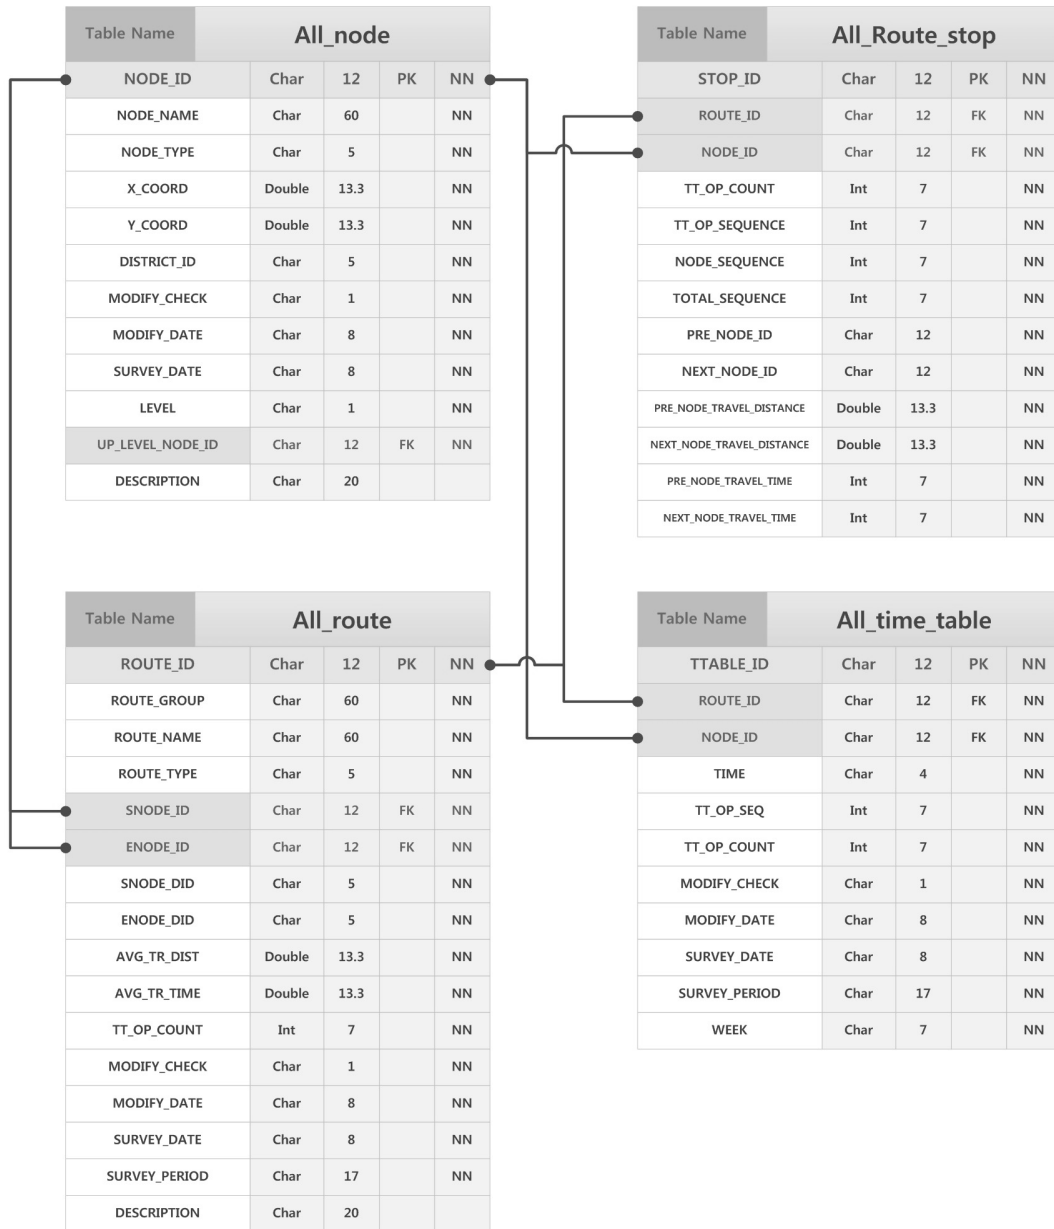 Table Name All_node
NODE_ID Char 12 PK NN
NODE_NAME Char 60 NN
NODE_TYPE Char 5 NN
X_COORD Double 13.3 NN
Y_COORD Double 13.3 NN
DISTRICT_ID Char 5 NN
MODIFY_CHECK Char 1 NN
MODIFY_DATE Char 8 NN
SURVEY_DATE Char 8 NN
LEVEL Char 1 NN
UP_LEVEL_NODE_ID Char 12 FK NN
DESCRIPTION Char 20
Table Name All_Route_stop
STOP_ID Char 12 PK NN
ROUTE_ID Char 12 FK NN
NODE_ID Char 12 FK NN
TT_OP_COUNT Int 7 NN
TT_OP_SEQUENCE Int 7 NN
NODE_SEQUENCE Int 7 NN
TOTAL_SEQUENCE Int 7 NN
PRE_NODE_ID Char 12 NN
NEXT_NODE_ID Char 12 NN
PRE_NODE_TRAVEL_DISTANCE Double 13.3 NN
NEXT_NODE_TRAVEL_DISTANCE Double 13.3 NN
PRE_NODE_TRAVEL_TIME Int 7 NN
NEXT_NODE_TRAVEL_TIME Int 7 NN
Table Name All_route
ROUTE_ID Char 12 PK NN
ROUTE_GROUP Char 60 NN
ROUTE_NAME Char 60 NN
ROUTE_TYPE Char 5 NN
SNODE_ID Char 12 FK NN
ENODE_ID Char 12 FK NN
SNODE_DID Char 5 NN
ENODE_DID Char 5 NN
AVG_TR_DIST Double 13.3 NN
AVG_TR_TIME Double 13.3 NN
TT_OP_COUNT Int 7 NN
MODIFY_CHECK Char 1 NN
MODIFY_DATE Char 8 NN
SURVEY_DATE Char 8 NN
SURVEY_PERIOD Char 17 NN
DESCRIPTION Char 20
Table Name All_time_table
TTABLE_ID Char 12 PK NN
ROUTE_ID Char 12 FK NN
NODE_ID Char 12 FK NN
TIME Char 4 NN
TT_OP_SEQ Int 7 NN
TT_OP_COUNT Int 7 NN
MODIFY_CHECK Char 1 NN
MODIFY_DATE Char 8 NN
SURVEY_DATE Char 8 NN
SURVEY_PERIOD Char 17 NN
WEEK Char 7 NN